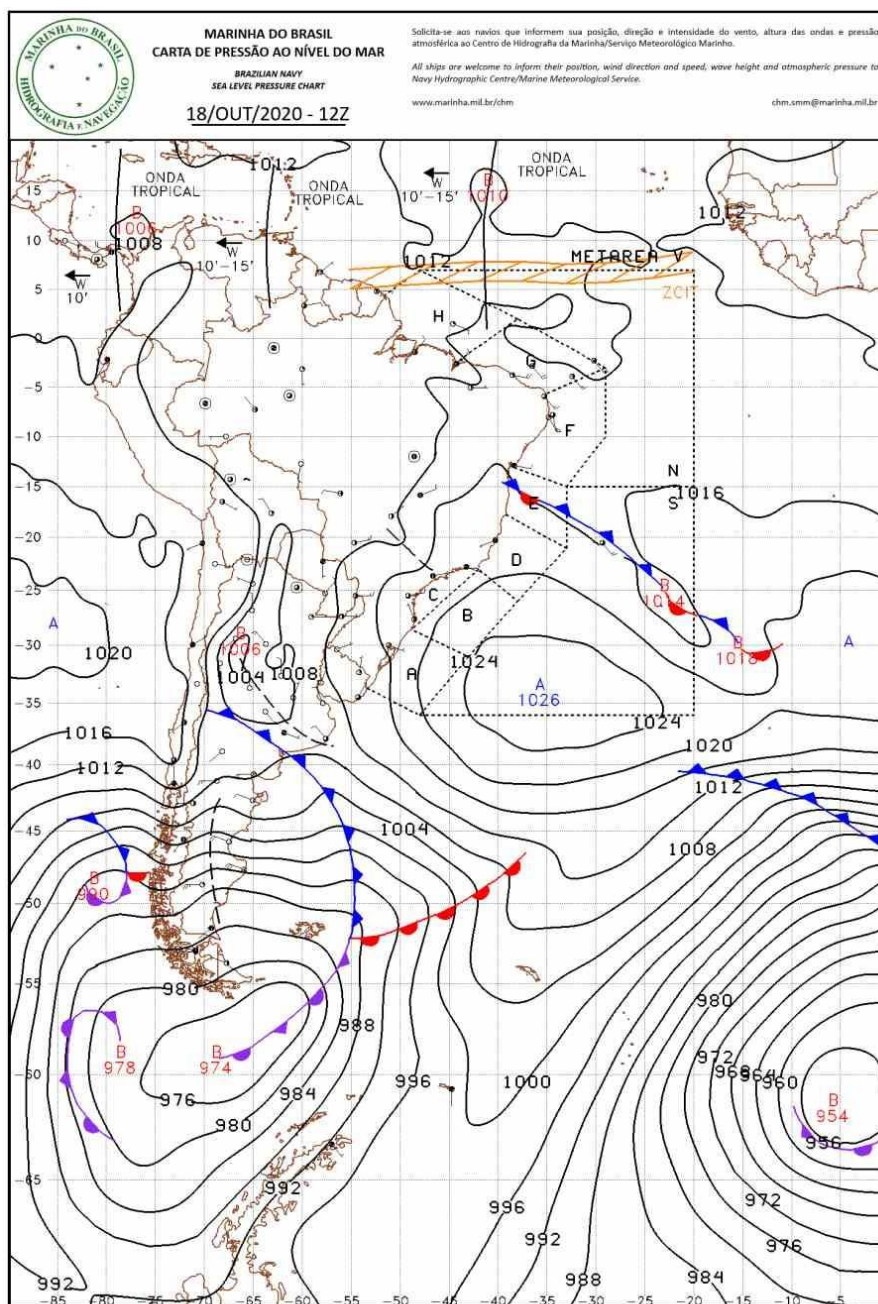 MARINHA DO BRASIL
HIDROGRAFIA E NAVEGAÇÃO
MARINHA DO BRASIL
CARTA DE PRESSÃO AO NÍVEL DO MAR
BRAZILIAN NAVY
SEA LEVEL PRESSURE CHART
18/OUT/2020 - 12Z
Solicita-se aos navios que informem sua posição, direção e intensidade do vento, altura das ondas e pressão
atmosférica ao Centro de Hidrografia da Marinha/Serviço Meteorológico Marinho.
All ships are welcome to inform their position, wind direction and speed, wave height and atmospheric pressure to
Navy Hydrographic Centre/Marine Meteorological Service.
www.marinha.mil.br/chm
chm.smm@marinha.mil.br
1012
ONDA
TROPICAL
ONDA
TROPICAL
ONDA
TROPICAL
W
10'-15'
B
1010
15
B
1006
1008
1012
10
W
10'-15'
1012
METAREA V
W
10'
5
ZCIT
H
0
G
-5
F
-10
N
-15
E
S
1016
-20
D
-25
C
B
B
1014
A
B
1006
1020
-30
1004
1008
1024
A
B
1018
A
A
1026
-35
1024
1016
1020
-40
1012
1012
-45
1004
1008
B
990
-50
-55
980
980
988
B
978
B
974
972
968
964
960
-60
976
984
996
1000
B
954
980
956
-65
992
996
972
992
976
992
988
984
-85
-80
-75
-70
-65
-60
-55
-50
-45
-40
-35
-30
-25
-20
-15
-10
-5